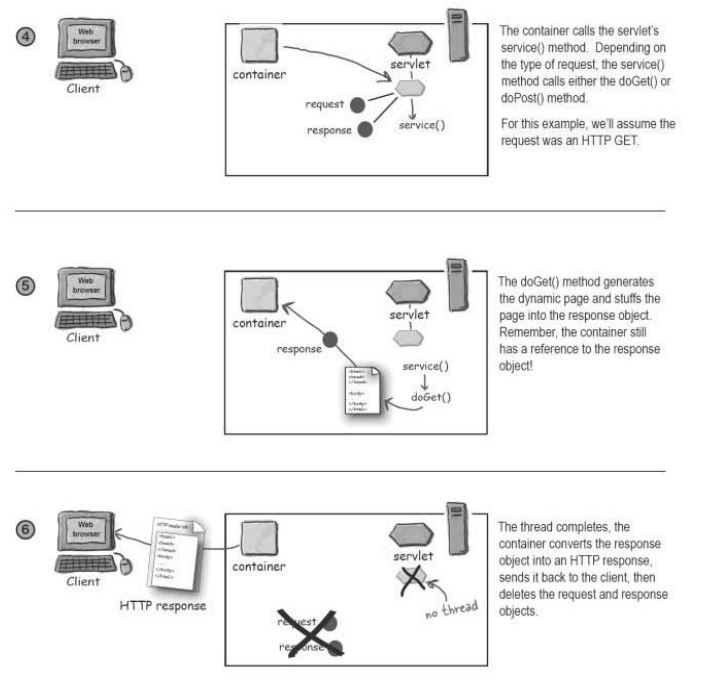 4
Web
browser
Client
container
servlet
request
response
service()
The container calls the servlet's
service() method. Depending on
the type of request, the service()
method calls either the doGet() or
doPost() method.
For this example, we'll assume the
request was an HTTP GET.
5
Web
browser
Client
container
servlet
response
service()
doGet()
The doGet() method generates
the dynamic page and stuffs the
page into the response object.
Remember, the container still
has a reference to the response
object!
6
Web
browser
Client
HTTP response
container
servlet
no thread
request
response
The thread completes, the
container converts the response
object into an HTTP response,
sends it back to the client, then
deletes the request and response
objects.